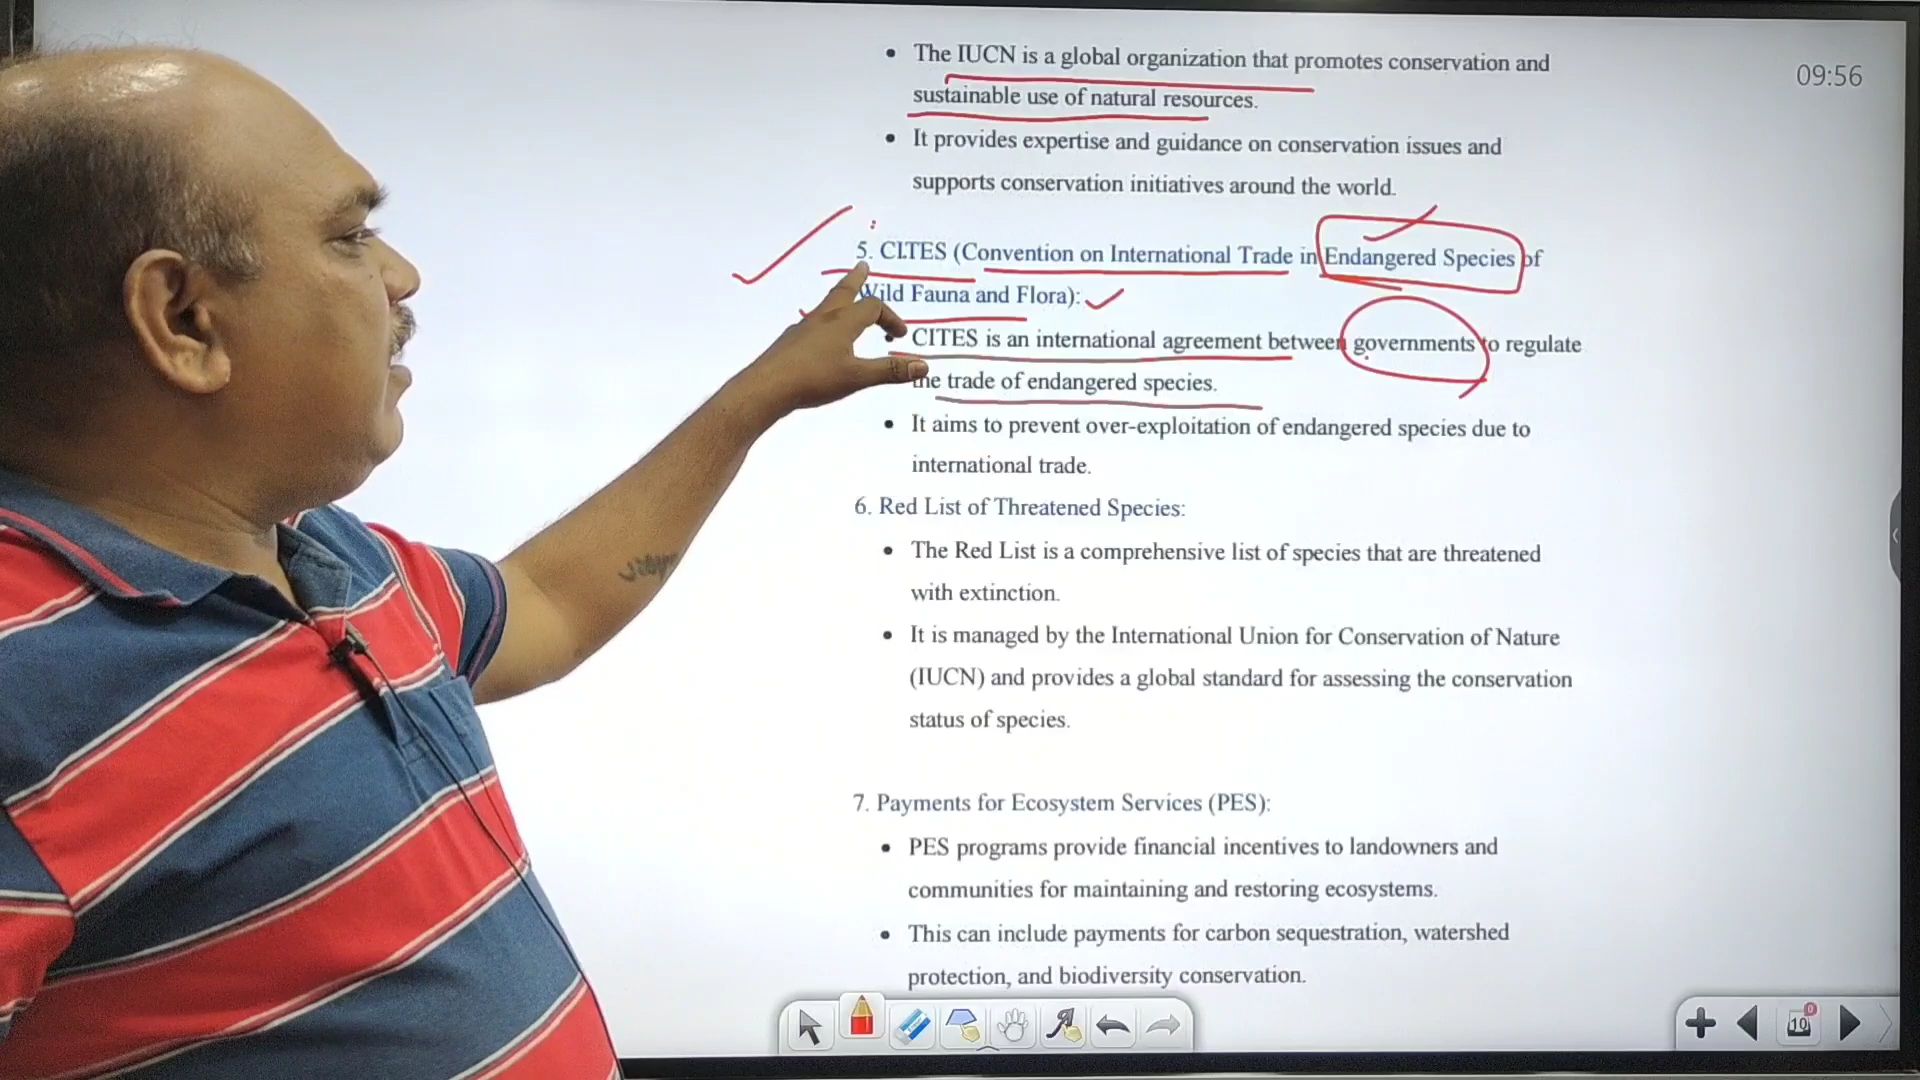 • The IUCN is a global organization that promotes conservation and
sustainable use of natural resources.
09:56
• It provides expertise and guidance on conservation issues and
supports conservation initiatives around the world.
5. CITES (Convention on International Trade in Endangered Species of
Wild Fauna and Flora):
• CITES is an international agreement between governments to regulate
the trade of endangered species.
• It aims to prevent over-exploitation of endangered species due to
international trade.
6. Red List of Threatened Species:
• The Red List is a comprehensive list of species that are threatened
with extinction.
• It is managed by the International Union for Conservation of Nature
(IUCN) and provides a global standard for assessing the conservation
status of species.
7. Payments for Ecosystem Services (PES):
• PES programs provide financial incentives to landowners and
communities for maintaining and restoring ecosystems.
• This can include payments for carbon sequestration, watershed
protection, and biodiversity conservation.
10
0